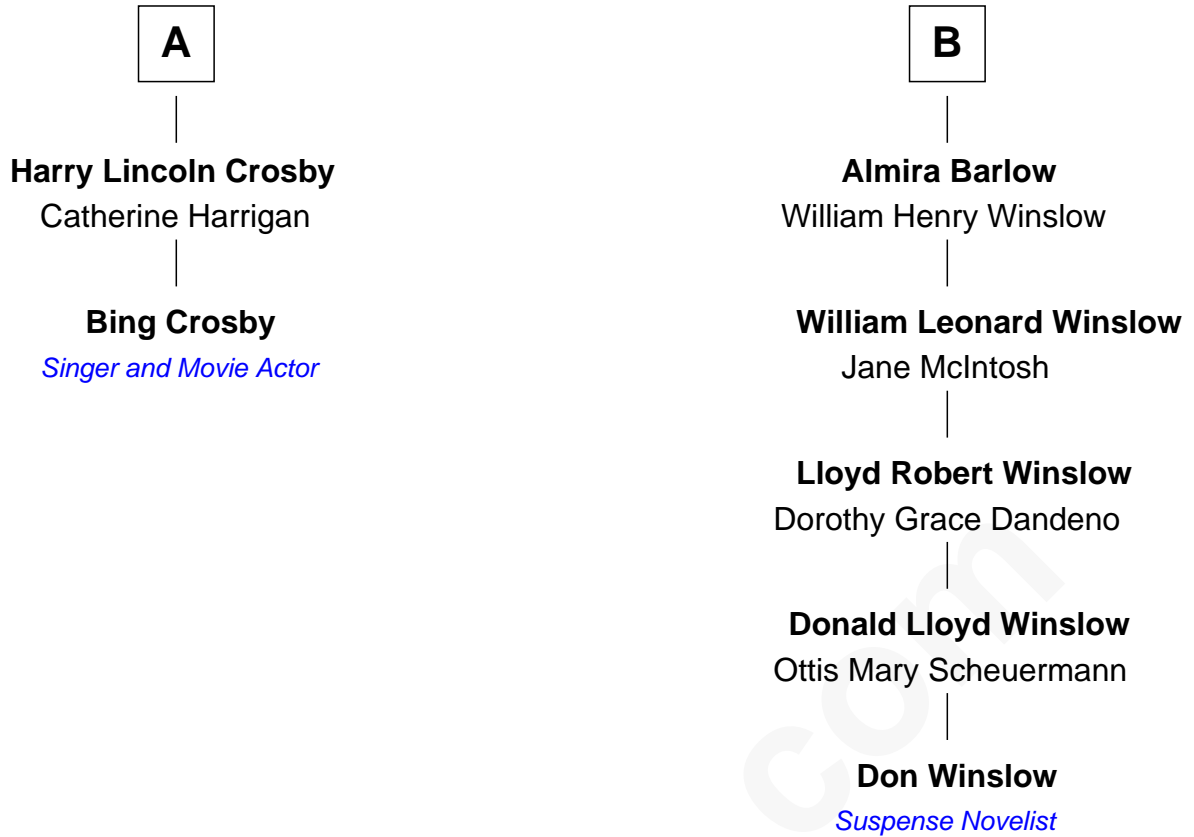 A
Harry Lincoln Crosby
Catherine Harrigan
Bing Crosby
Singer and Movie Actor
B
Almira Barlow
William Henry Winslow
William Leonard Winslow
Jane McIntosh
Lloyd Robert Winslow
Dorothy Grace Dandeno
Donald Lloyd Winslow
Ottis Mary Scheuermann
Don Winslow
Suspense Novelist
com